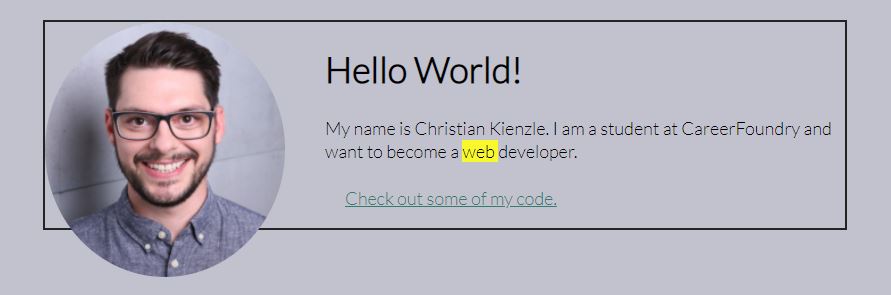 Hello World!
My name is Christian Kienzle. I am a student at CareerFoundry and
want to become a web developer.
Check out some of my code.